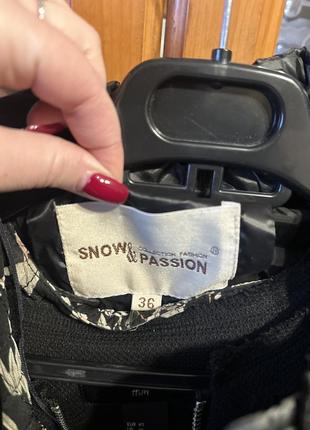 COLLECTION FASHION
SNOW & PASSION ®
36